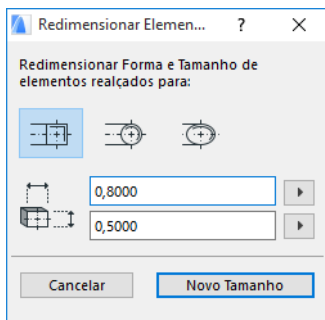 Redimensionar Elemen... ?
Redimensionar Forma e Tamanho de
elementos realçados para:
0,8000
0,5000
Cancelar
Novo Tamanho